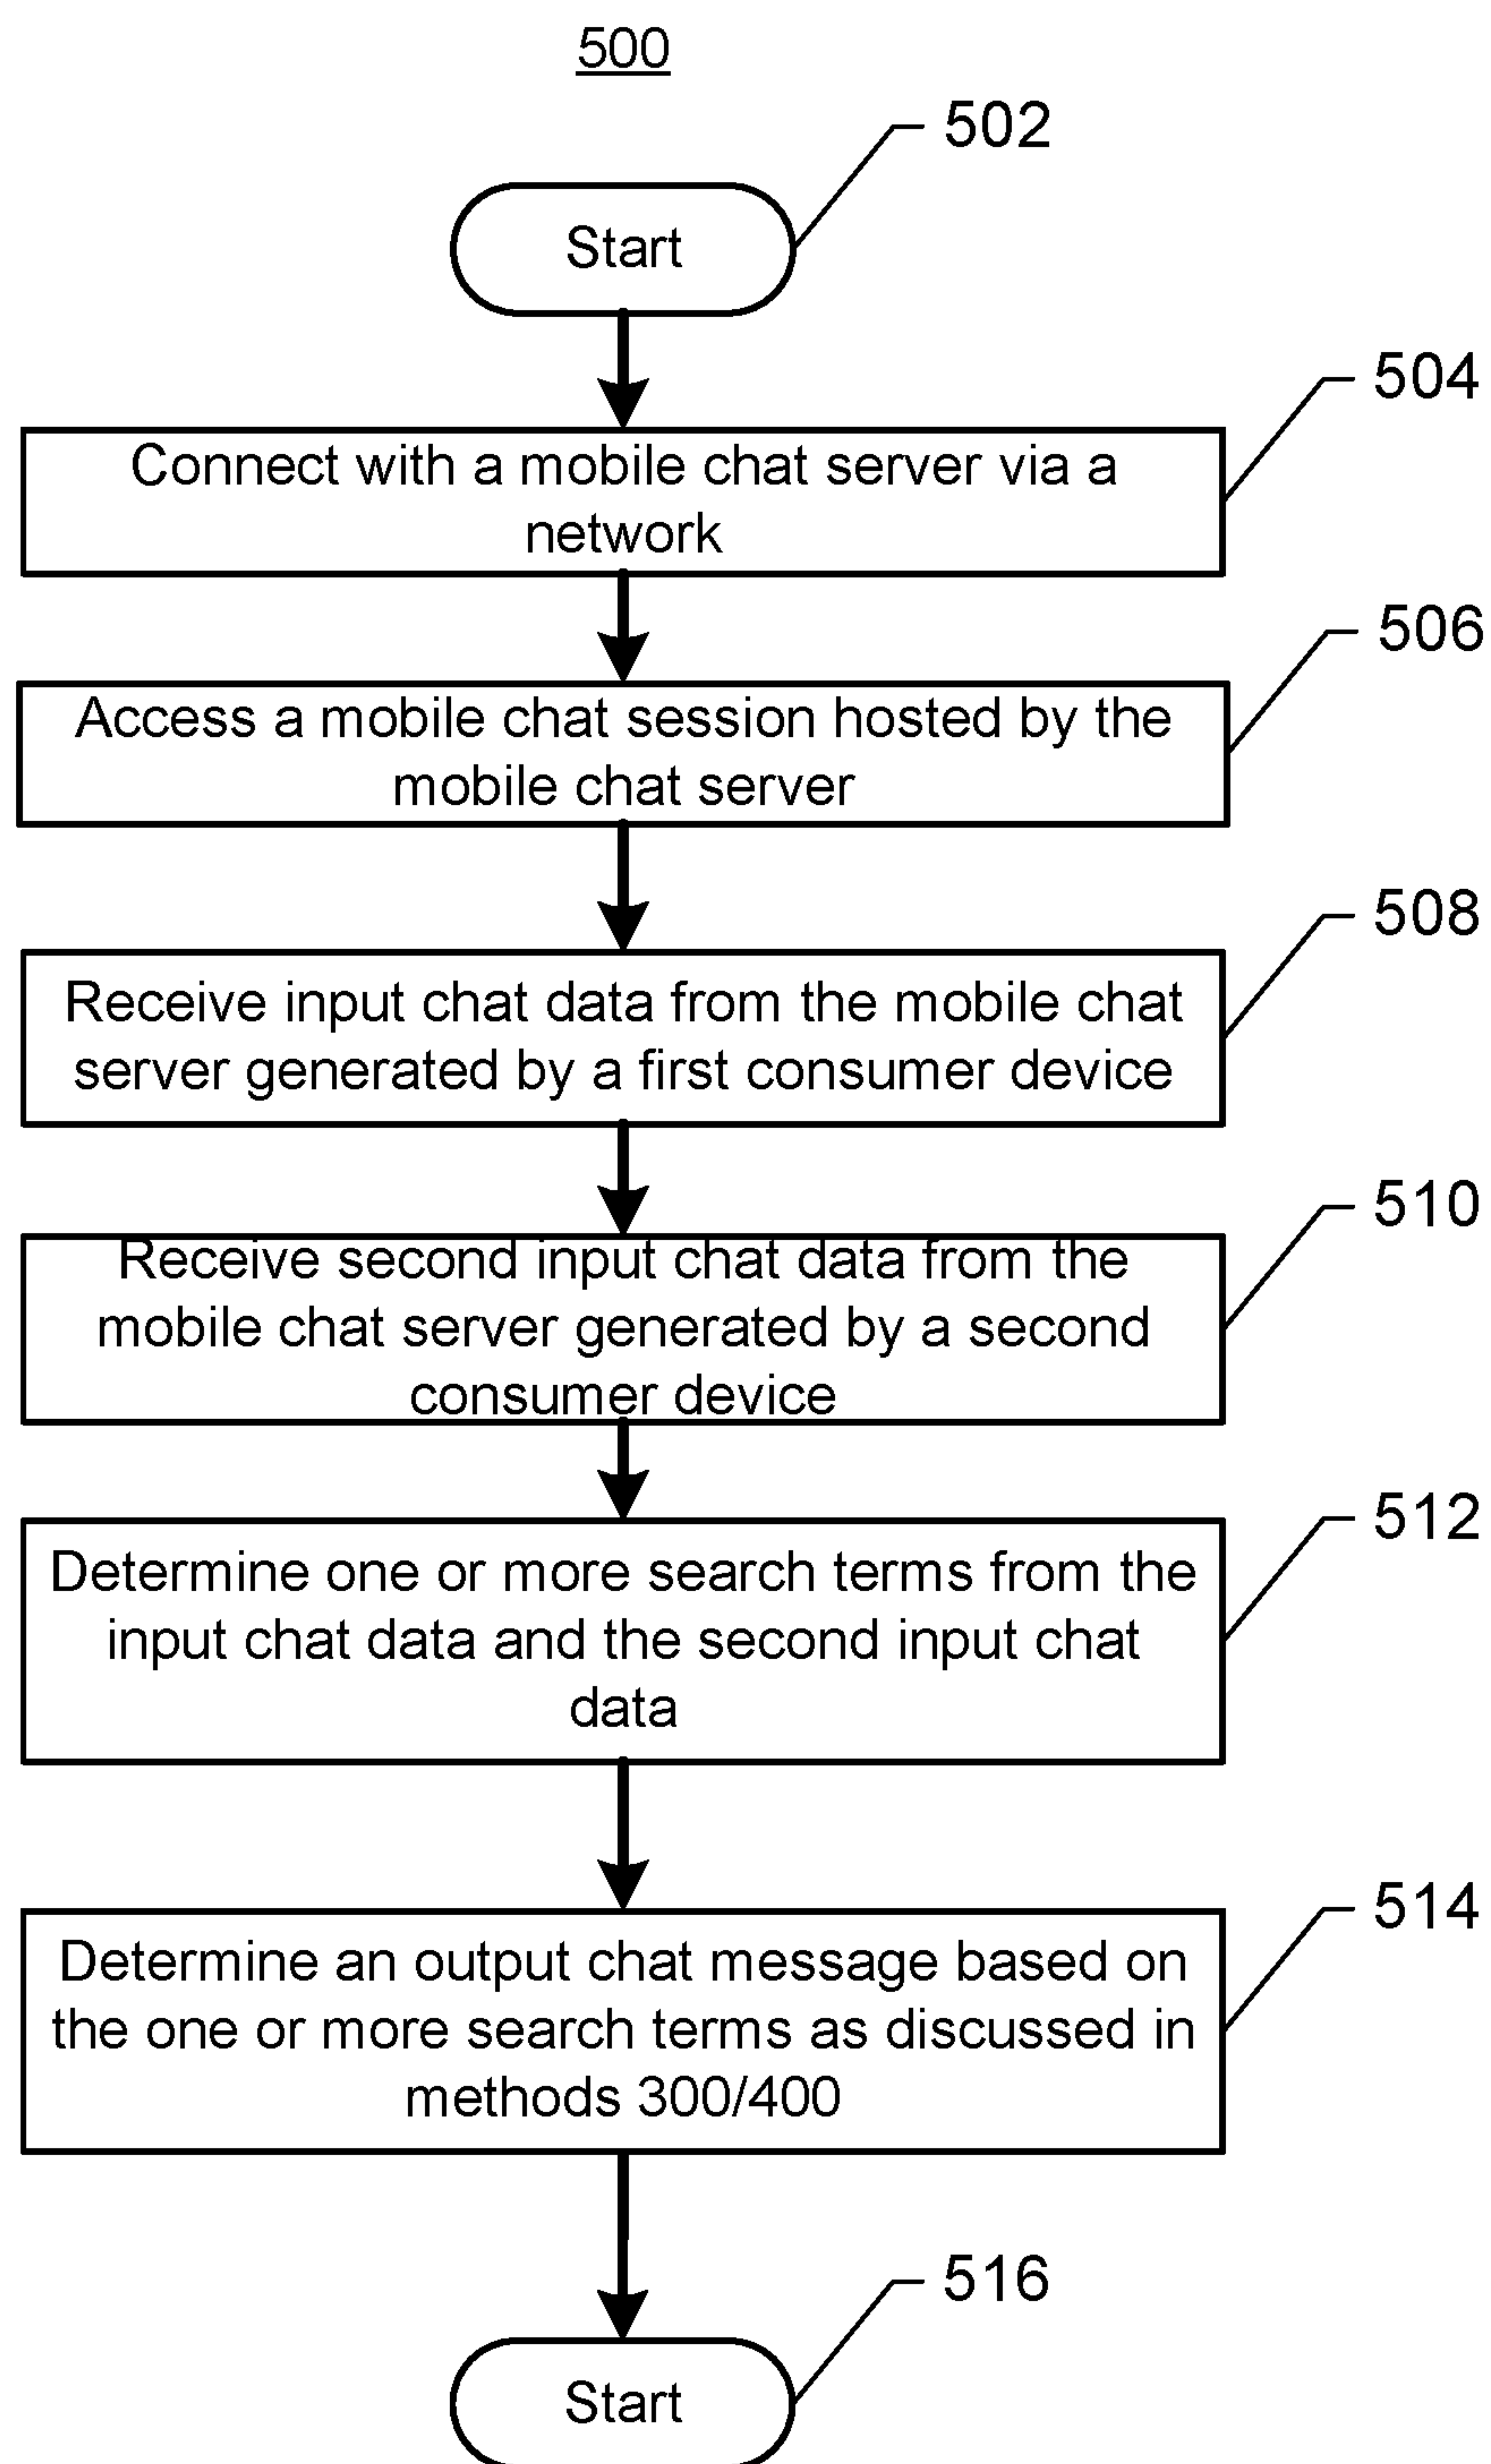 500
502
Start
504
Connect with a mobile chat server via a
network
506
Access a mobile chat session hosted by the
mobile chat server
508
Receive input chat data from the mobile chat
server generated by a first consumer device
510
Receive second input chat data from the
mobile chat server generated by a second
consumer device
512
Determine one or more search terms from the
input chat data and the second input chat
data
514
Determine an output chat message based on
the one or more search terms as discussed in
methods 300/400
516
Start